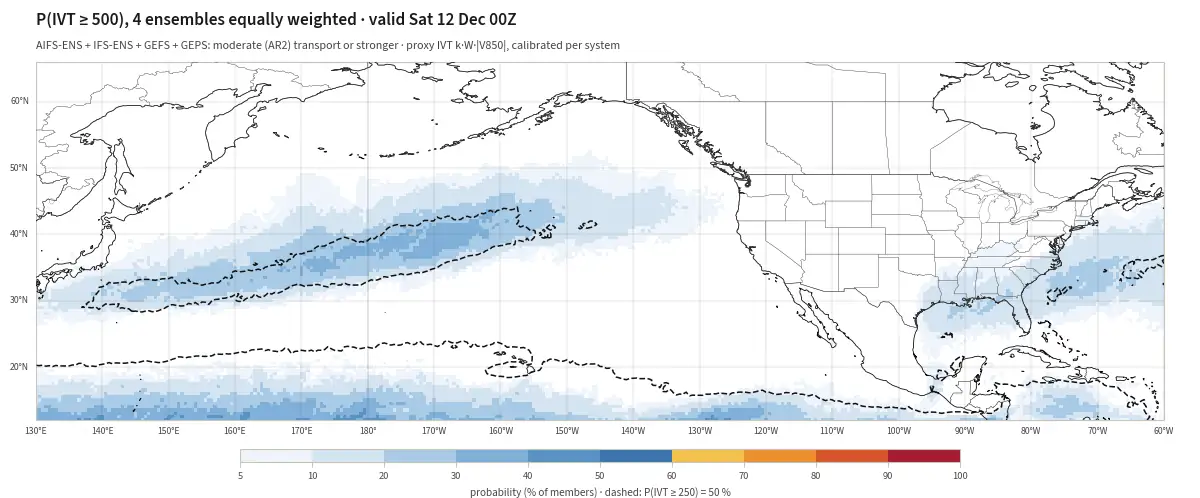 P(IVT ≥ 500), 4 ensembles equally weighted · valid Sat 12 Dec 00Z
AIFS-ENS + IFS-ENS + GEFS + GEPS: moderate (AR2) transport or stronger · proxy IVT k·W·|V850|, calibrated per system
60°N
50°N
40°N
30°N
20°N
130°E 140°E 150°E 160°E 170°E 180° 170°W 160°W 150°W 140°W 130°W 120°W 110°W 100°W 90°W 80°W 70°W 60°W
5 10 20 30 40 50 60 70 80 90 100
probability (% of members) · dashed: P(IVT ≥ 250) = 50 %